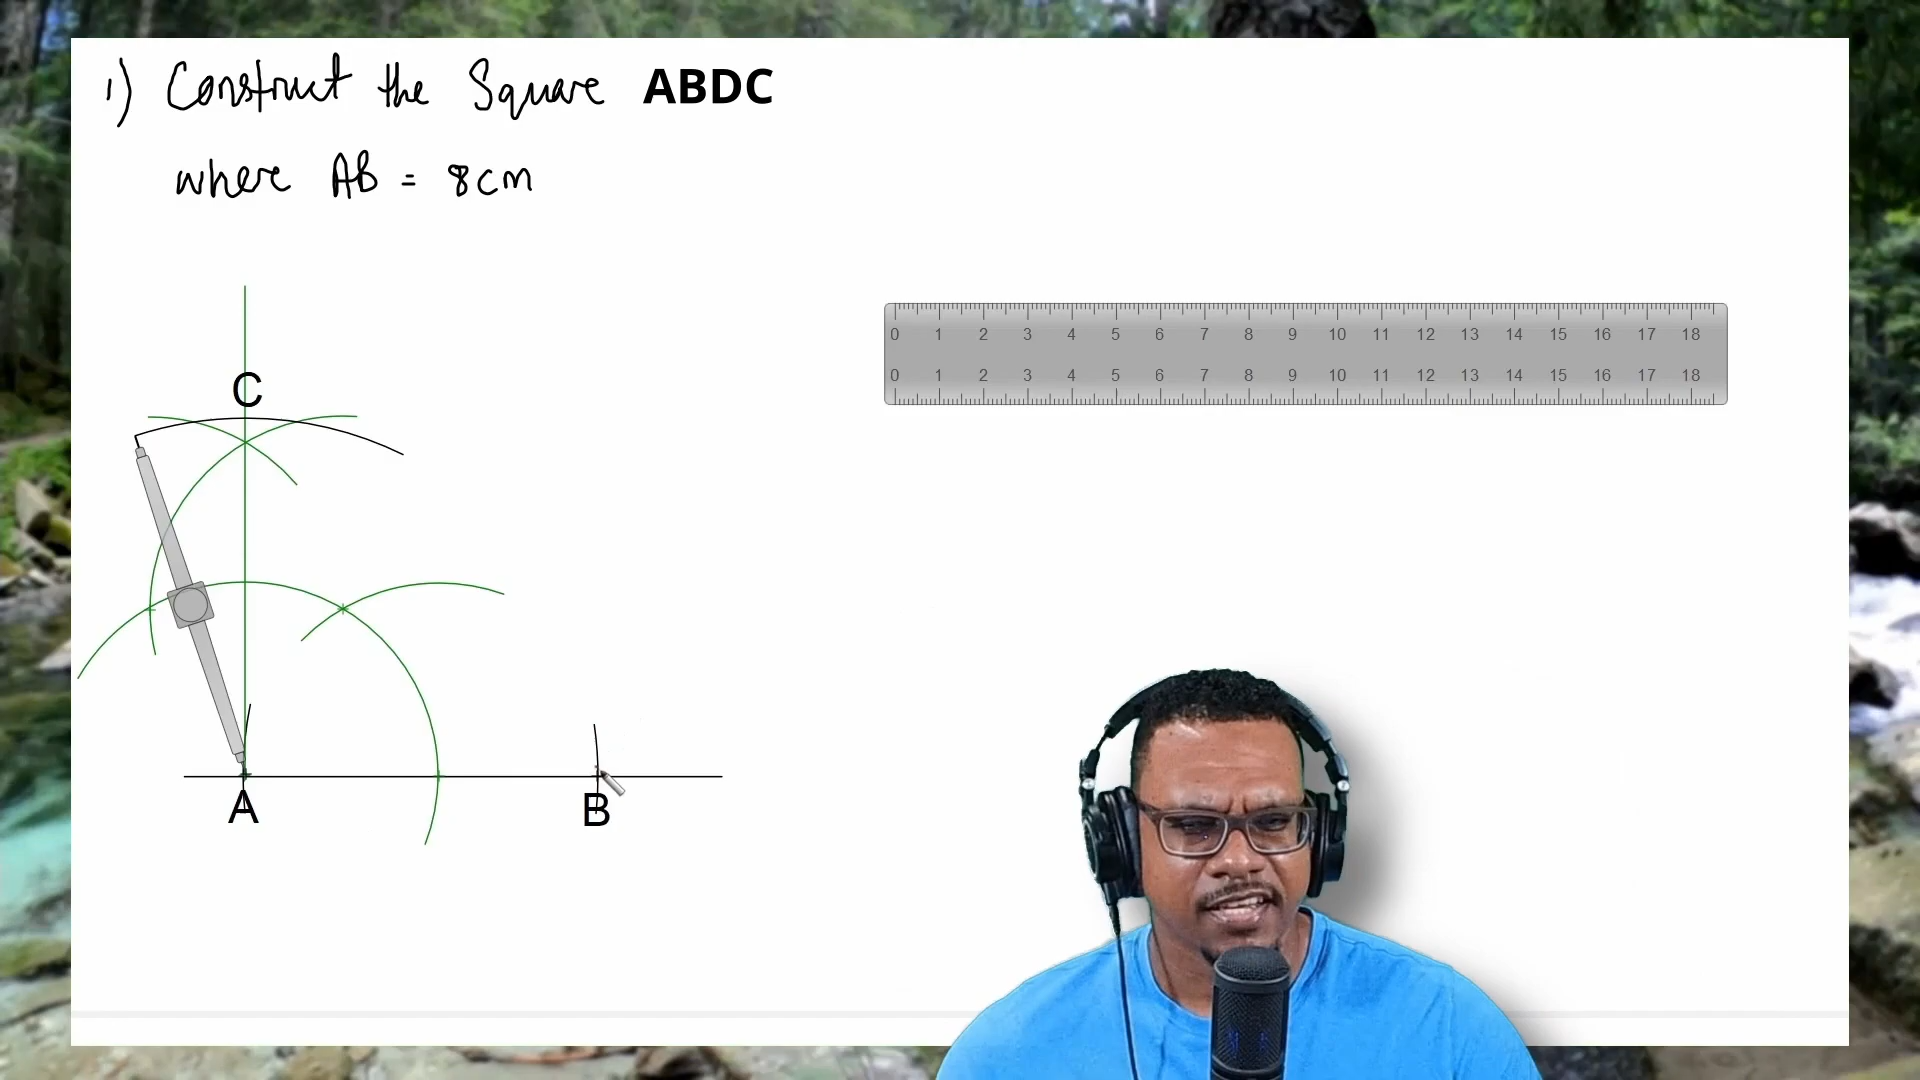 1) Construct the Square ABDC
where AB = 8cm
0 1 2 3 4 5 6 7 8 9 10 11 12 13 14 15 16 17 18
0 1 2 3 4 5 6 7 8 9 10 11 12 13 14 15 16 17 18
C
A B